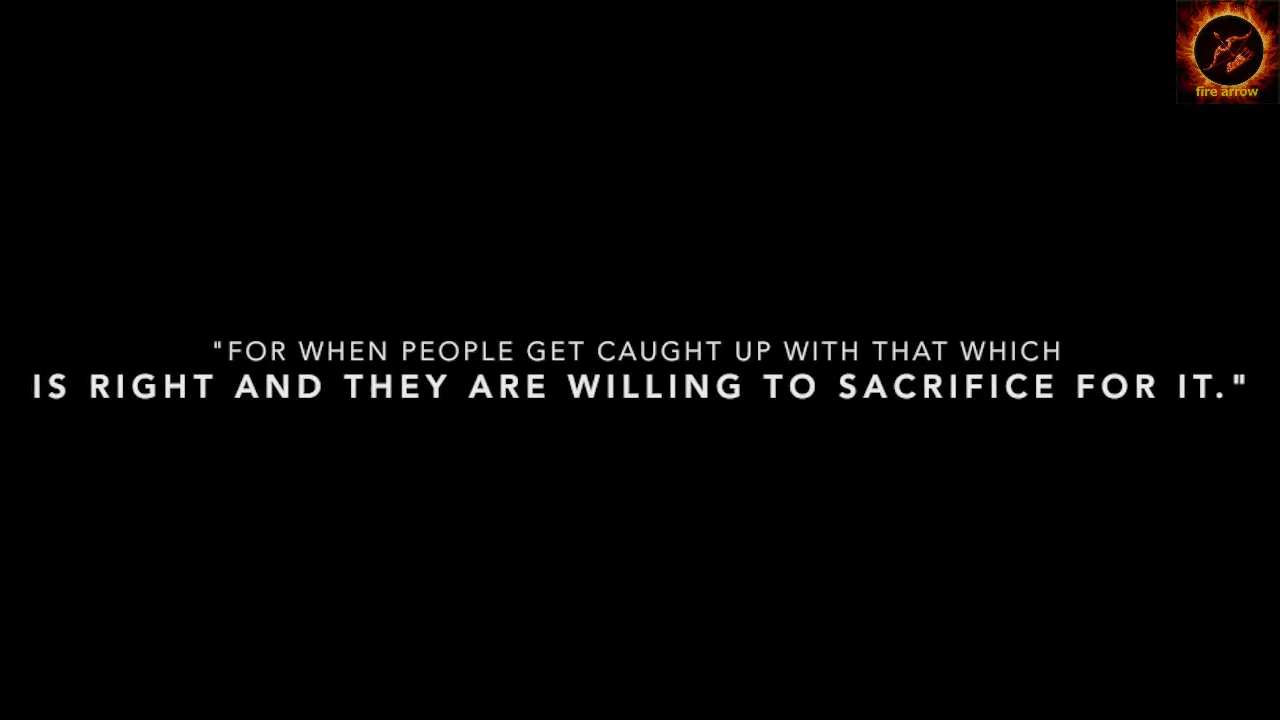 fire arrow
"FOR WHEN PEOPLE GET CAUGHT UP WITH THAT WHICH
IS RIGHT AND THEY ARE WILLING TO SACRIFICE FOR IT."